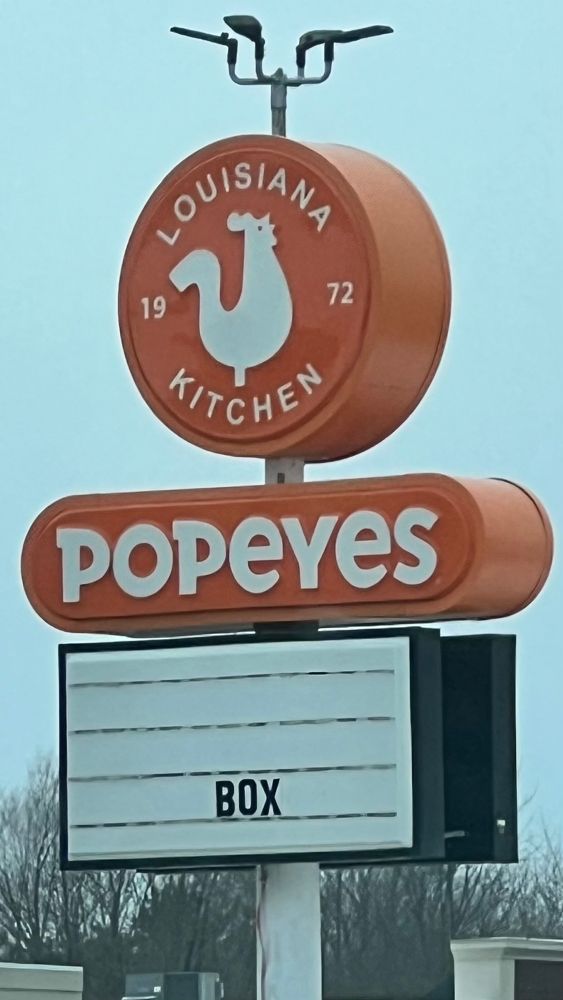 LOUISIANA
19 72
KITCHEN
POPEYES
BOX